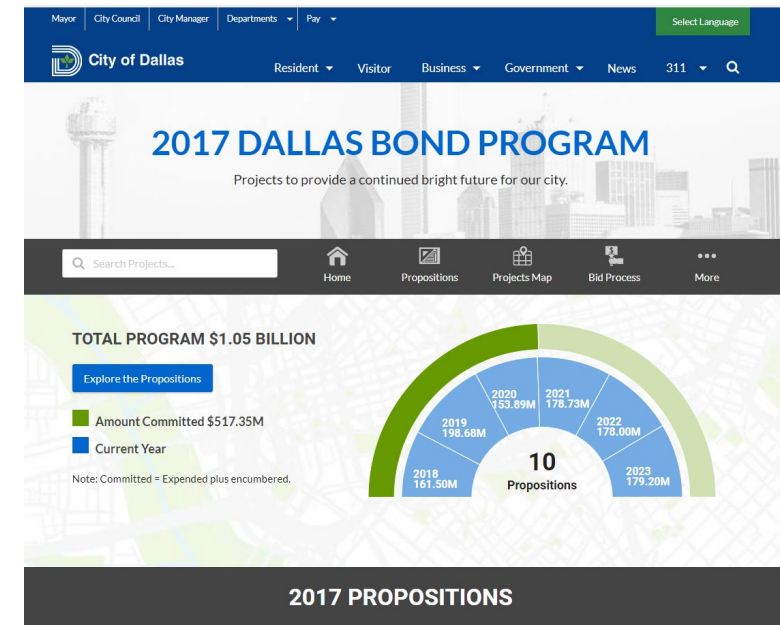 Mayor City Council City Manager Departments Pay Select Language
City of Dallas
Resident Visitor Business Government News 311
2017 DALLAS BOND PROGRAM
Projects to provide a continued bright future for our city.
Search Projects...
Home Propositions Projects Map Bid Process More
TOTAL PROGRAM $1.05 BILLION
Explore the Propositions
Amount Committed $517.35M
Current Year
Note: Committed = Expended plus encumbered.
2018
161.50M
2019
198.68M
2020
153.89M
2021
178.73M
2022
178.00M
2023
179.20M
10
Propositions
2017 PROPOSITIONS